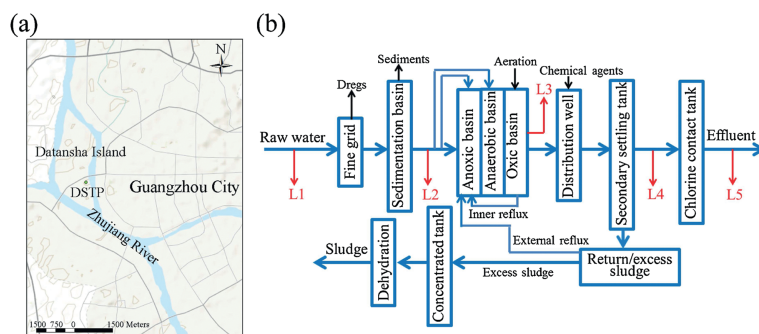 (a)
N
Datansha Island
DSTP
Guangzhou City
Zhujiang River
1500 750 0 1500 Meters
(b)
Sediments
Dregs
Aeration
Chemical agents
L3
Raw water
Fine grid
Sedimentation basin
Anoxic basin
Anaerobic basin
Oxic basin
Distribution well
Secondary settling tank
Chlorine contact tank
Effluent
L1
L2
L4
L5
Inner reflux
External reflux
Sludge
Dehydration
Concentrated tank
Excess sludge
Return/excess
sludge